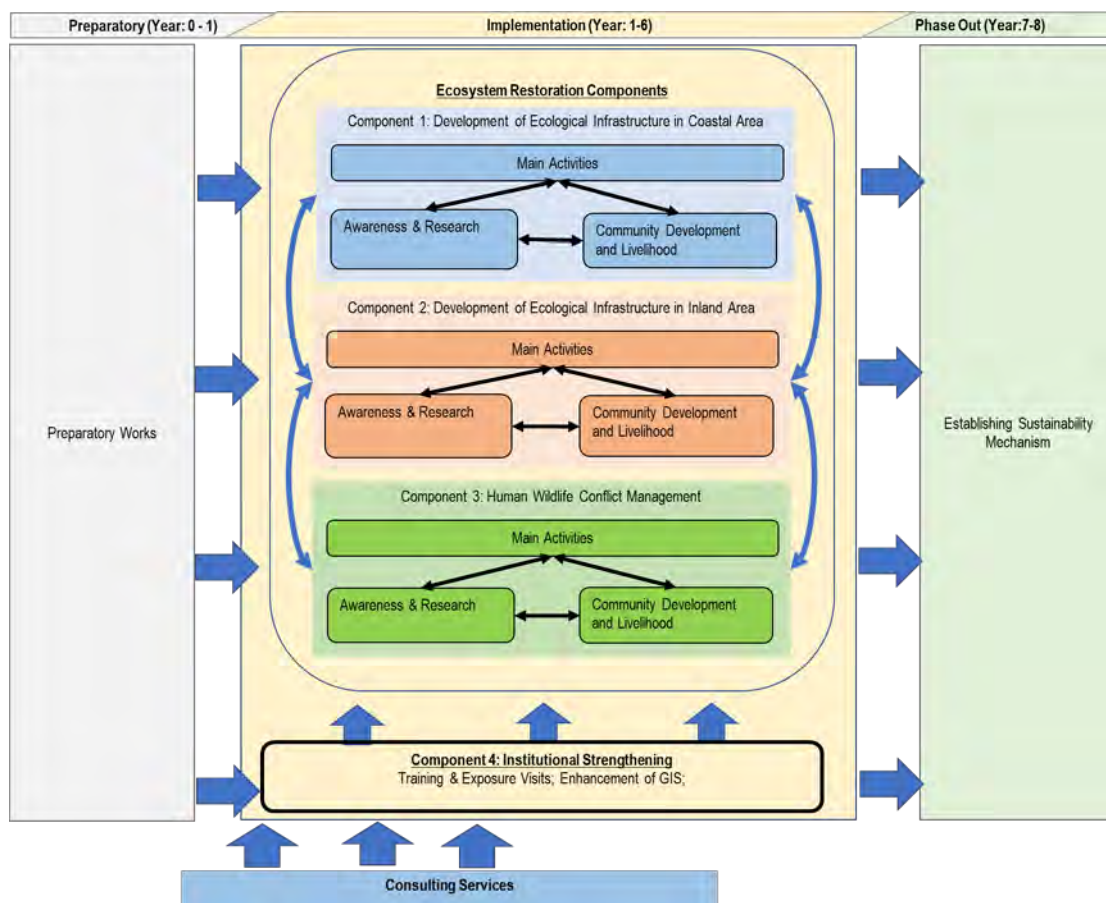 Preparatory (Year: 0 - 1)
Implementation (Year: 1-6)
Phase Out (Year:7-8)
Ecosystem Restoration Components
Component 1: Development of Ecological Infrastructure in Coastal Area
Main Activities
Awareness & Research
Community Development
and Livelihood
Component 2: Development of Ecological Infrastructure in Inland Area
Main Activities
Awareness & Research
Community Development
and Livelihood
Preparatory Works
Establishing Sustainability
Mechanism
Component 3: Human Wildlife Conflict Management
Main Activities
Awareness & Research
Community Development
and Livelihood
Component 4: Institutional Strengthening
Training & Exposure Visits; Enhancement of GIS;
Consulting Services